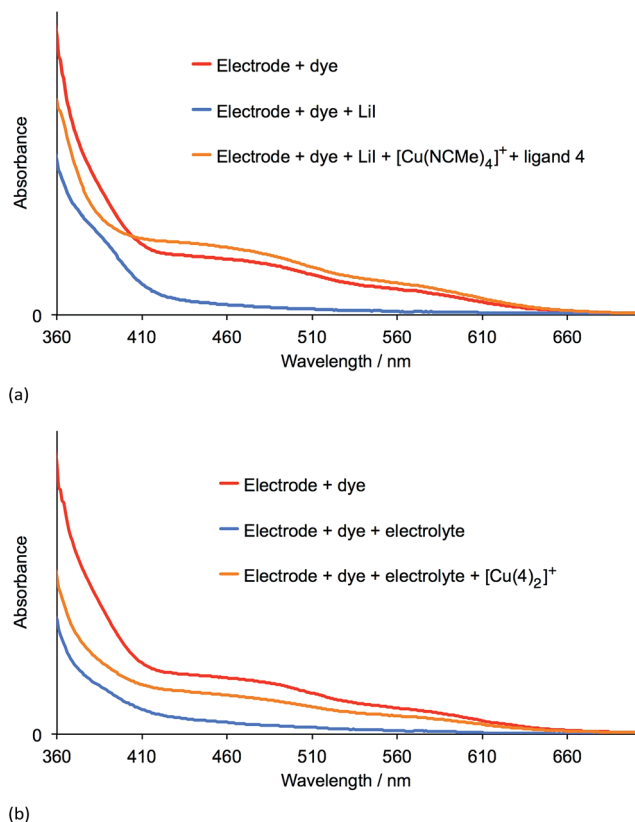 Electrode + dye
Electrode + dye + LiI
Electrode + dye + LiI + [Cu(NCMe)4]+ + ligand 4
Absorbance
0
360 410 460 510 560 610 660
Wavelength / nm
(a)
Electrode + dye
Electrode + dye + electrolyte
Electrode + dye + electrolyte + [Cu(4)2]+
Absorbance
0
360 410 460 510 560 610 660
Wavelength / nm
(b)